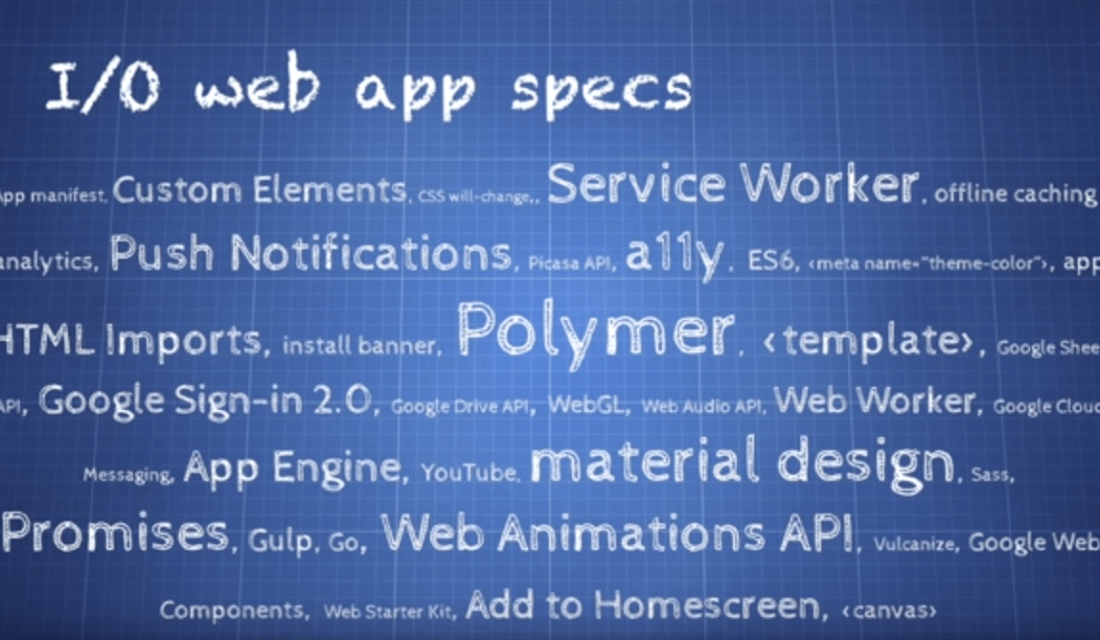 I/O web app specs
App manifest, Custom Elements, CSS will-change,, Service Worker, offline caching
analytics, Push Notifications, Picasa API, a11y, ES6, <meta name="theme-color">, app
HTML Imports, install banner, Polymer, <template>, Google Shee
API, Google Sign-in 2.0, Google Drive API, WebGL, Web Audio API, Web Worker, Google Cloud
Messaging, App Engine, YouTube, material design, Sass,
Promises, Gulp, Go, Web Animations API, Vulcanize, Google Web
Components, Web Starter Kit, Add to Homescreen, <canvas>